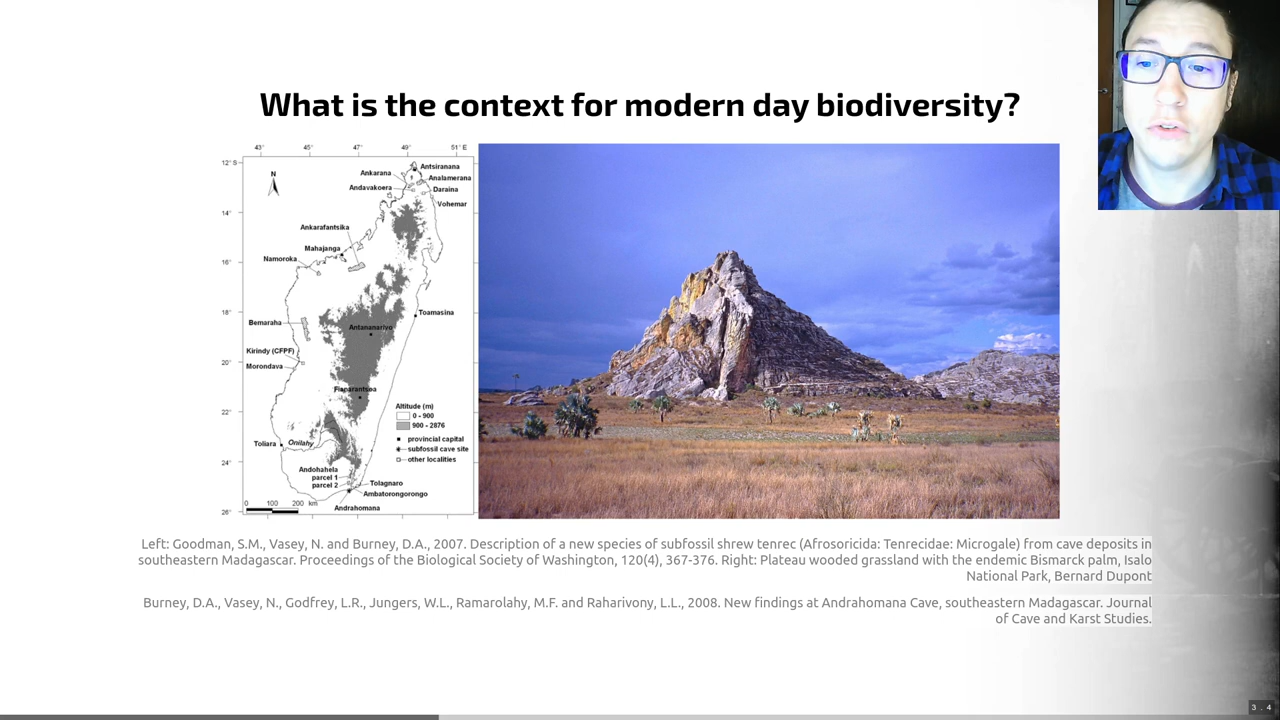 What is the context for modern day biodiversity?
43°
45°
47°
49°
51° E
12° S
14°
16°
18°
20°
22°
24°
26°
N
Antsiranana
Ankarana
Analamerana
Andavakoera
Daraina
Vohemar
Ankarafantsika
Mahajanga
Namoroka
Toamasina
Bemaraha
Antananarivo
Kirindy (CFPF)
Morondava
Fianarantsoa
Altitude (m)
0 - 900
900 - 2876
provincial capital
subfossil cave site
other localities
Toliara
Onilahy
Andohahela
parcel 1
parcel 2
Tolagnaro
Ambatorongorongo
Andrahomana
0 100 200 km
Left: Goodman, S.M., Vasey, N. and Burney, D.A., 2007. Description of a new species of subfossil shrew tenrec (Afrosoricida: Tenrecidae: Microgale) from cave deposits in
southeastern Madagascar. Proceedings of the Biological Society of Washington, 120(4), 367-376. Right: Plateau wooded grassland with the endemic Bismarck palm, Isalo
National Park, Bernard Dupont
Burney, D.A., Vasey, N., Godfrey, L.R., Jungers, W.L., Ramarolahy, M.F. and Raharivony, L.L., 2008. New findings at Andrahomana Cave, southeastern Madagascar. Journal
of Cave and Karst Studies.
3 . 4